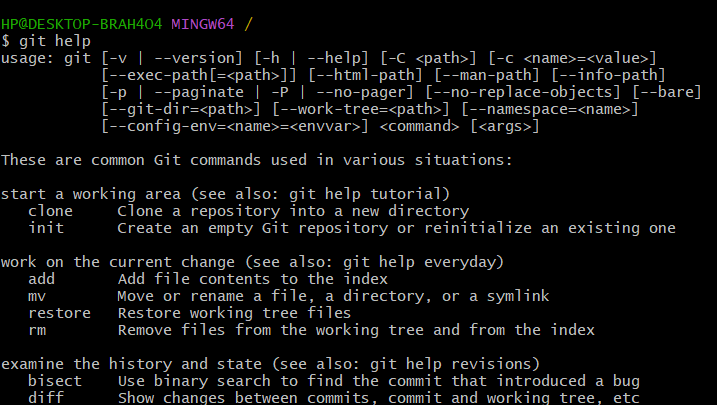 HP@DESKTOP-BRAH4O4 MINGW64 /
$ git help
usage: git [-v | --version] [-h | --help] [-C <path>] [-c <name>=<value>]
           [--exec-path[=<path>]] [--html-path] [--man-path] [--info-path]
           [-p | --paginate | -P | --no-pager] [--no-replace-objects] [--bare]
           [--git-dir=<path>] [--work-tree=<path>] [--namespace=<name>]
           [--config-env=<name>=<envvar>] <command> [<args>]

These are common Git commands used in various situations:

start a working area (see also: git help tutorial)
   clone     Clone a repository into a new directory
   init      Create an empty Git repository or reinitialize an existing one

work on the current change (see also: git help everyday)
   add       Add file contents to the index
   mv        Move or rename a file, a directory, or a symlink
   restore   Restore working tree files
   rm        Remove files from the working tree and from the index

examine the history and state (see also: git help revisions)
   bisect    Use binary search to find the commit that introduced a bug
   diff      Show changes between commits, commit and working tree, etc